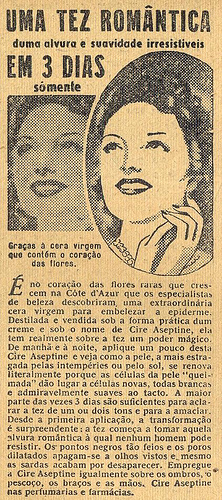 UMA TEZ ROMÂNTICA
duma alvura e suavidade irresistiveis
EM 3 DIAS
sòmente
Graças á cera virgem
que contém o coração
das flores.
É no coração das flores raras que cres-
cem na Côte d'Azur que os especialistas
de beleza descobriram, uma extraordinária
cera virgem para embelezar a epiderme.
Destilada e vendida sob a forma prática dum
creme e sob o nome de Cire Aseptine, ela
tem realmente sobre a tez um poder mágico.
De manhã e à noite, aplique um pouco desta
Cire Aseptine e veja como a pele, a mais estra-
gada pelas intempéries ou pelo sol, se renova
literalmente porque as células da pele "quei-
mada" dão lugar a células novas, todas brancas
e admiravelmente suaves ao tacto. A maior
parte das vezes 3 dias são suficientes para acla-
rar a tez de um ou dois tons e para a amaciar.
Desde a primeira aplicação, a transformação
é surpreendente: a tez começa a tomar aquela
alvura romântica à qual nenhum homem pode
resistir. Os pontos negros tão feios e os poros
dilatados apagam-se a olhos vistos e mesmo
as sardas acabam por desaparecer. Empregue
a Cire Aseptine igualmente sobre os ombros, o
pescoço, os braços e as mãos. Cire Aseptine
nas perfumarias e farmácias.